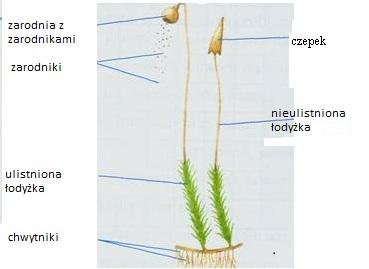 zarodnia z
zarodnikami
zarodniki
czepek
nieulistniona
łodyżka
ulistniona
łodyżka
chwytniki